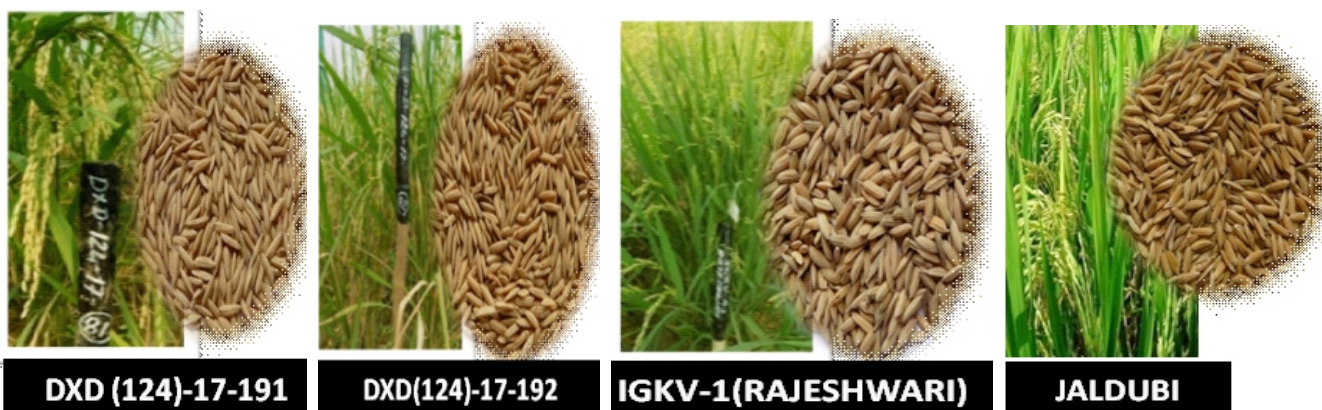 DXD-124-17-
DXD (124)-17-191
DXD(124)-17-192
IGKV-1(RAJESHWARI)
JALDUBI